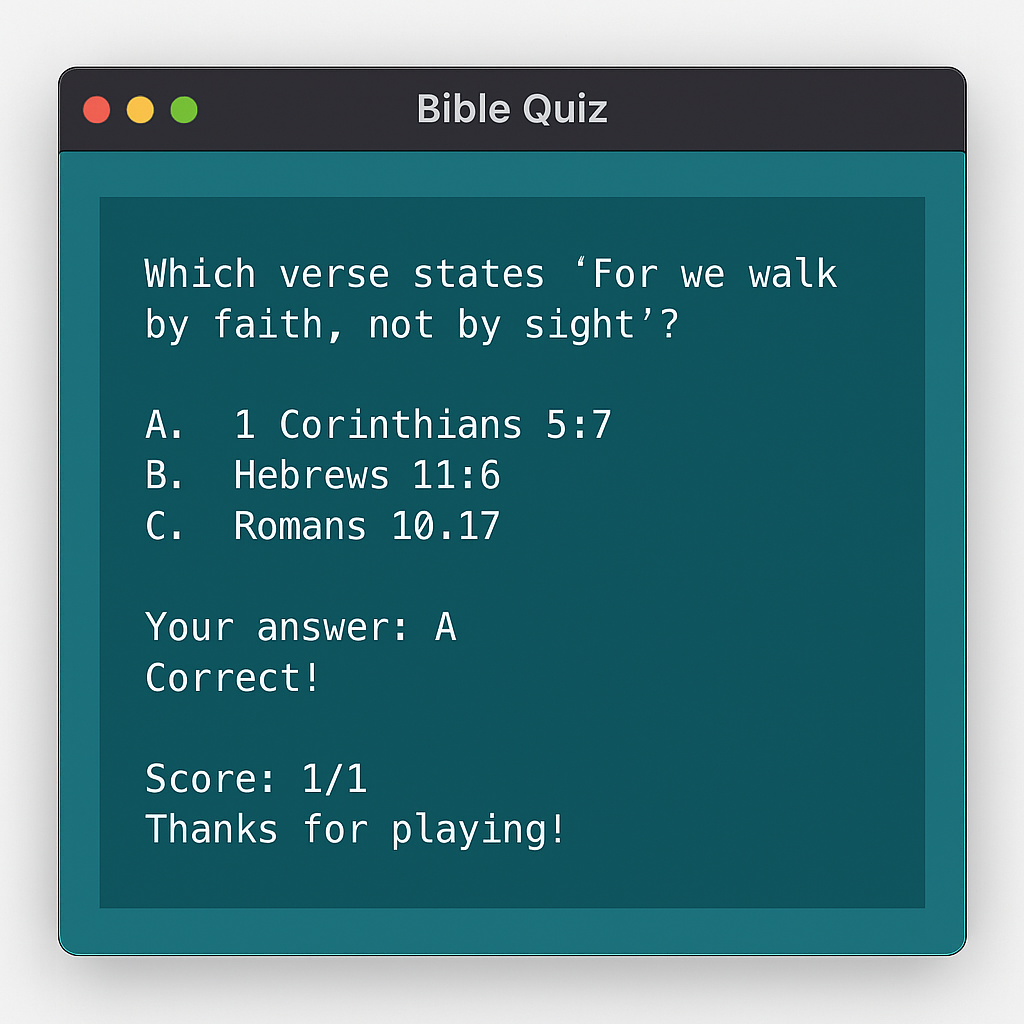 Bible Quiz
Which verse states ‘For we walk
by faith, not by sight’?
A. 1 Corinthians 5:7
B. Hebrews 11:6
C. Romans 10.17
Your answer: A
Correct!
Score: 1/1
Thanks for playing!